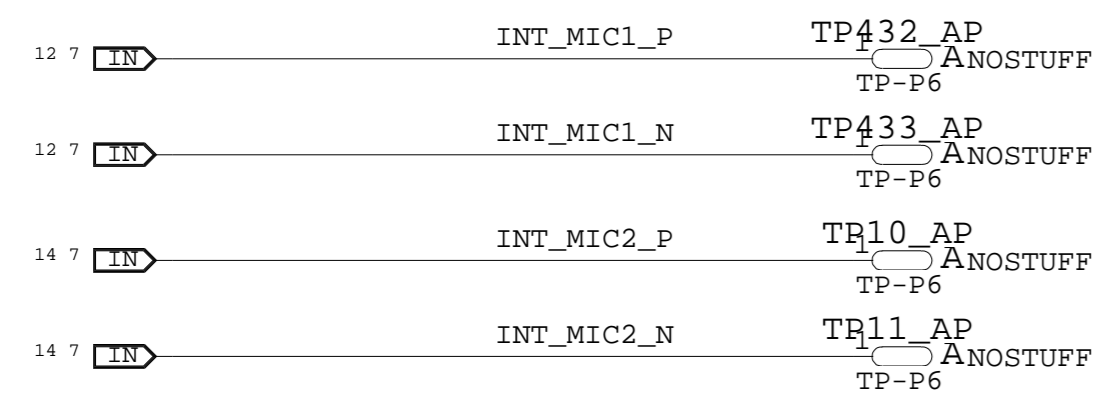 12 7 IN INT_MIC1_P TP432_AP
1 A NOSTUFF
TP-P6
12 7 IN INT_MIC1_N TP433_AP
1 A NOSTUFF
TP-P6
14 7 IN INT_MIC2_P TP10_AP
1 A NOSTUFF
TP-P6
14 7 IN INT_MIC2_N TP11_AP
1 A NOSTUFF
TP-P6